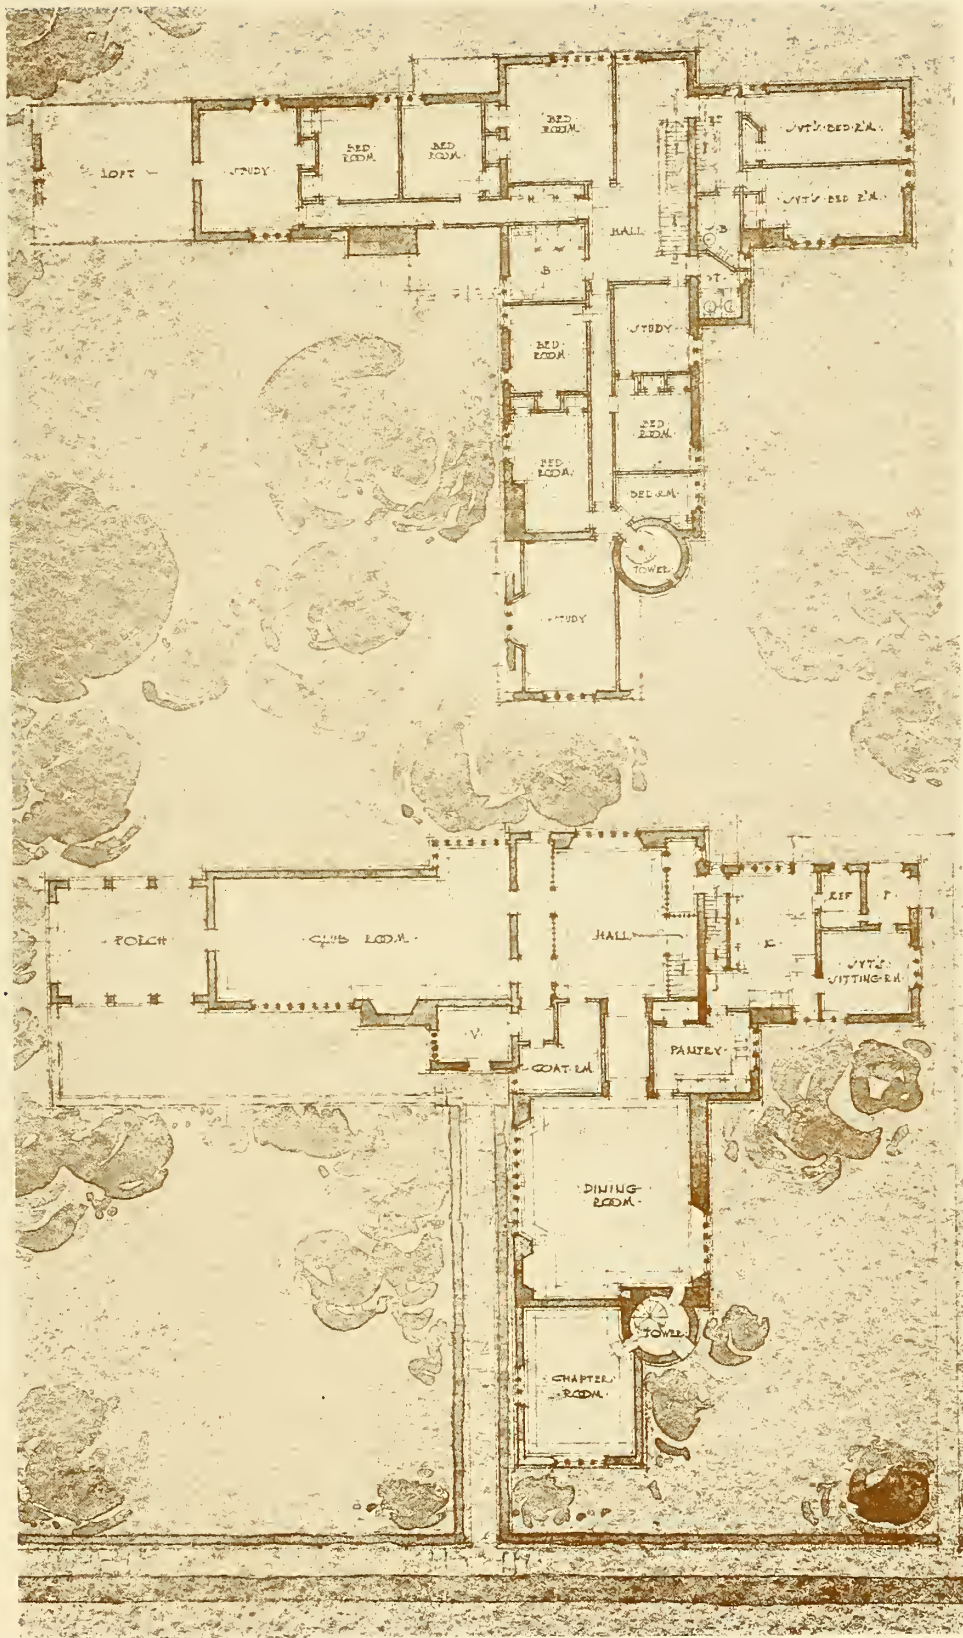 BED
ROOM
LOFT
STUDY
BED
ROOM
BED
ROOM
SVT'S BED R'M
SVT'S BED R'M
HALL
B
B
T
STUDY
BED
ROOM
BED
ROOM
BED
ROOM
BED RM
TOWER
STUDY
PORCH
CLUB ROOM
HALL
REF
P
K
SVT'S
SITTING RM
V
COAT RM
PANTRY
DINING
ROOM
TOWER
CHAPTER
ROOM